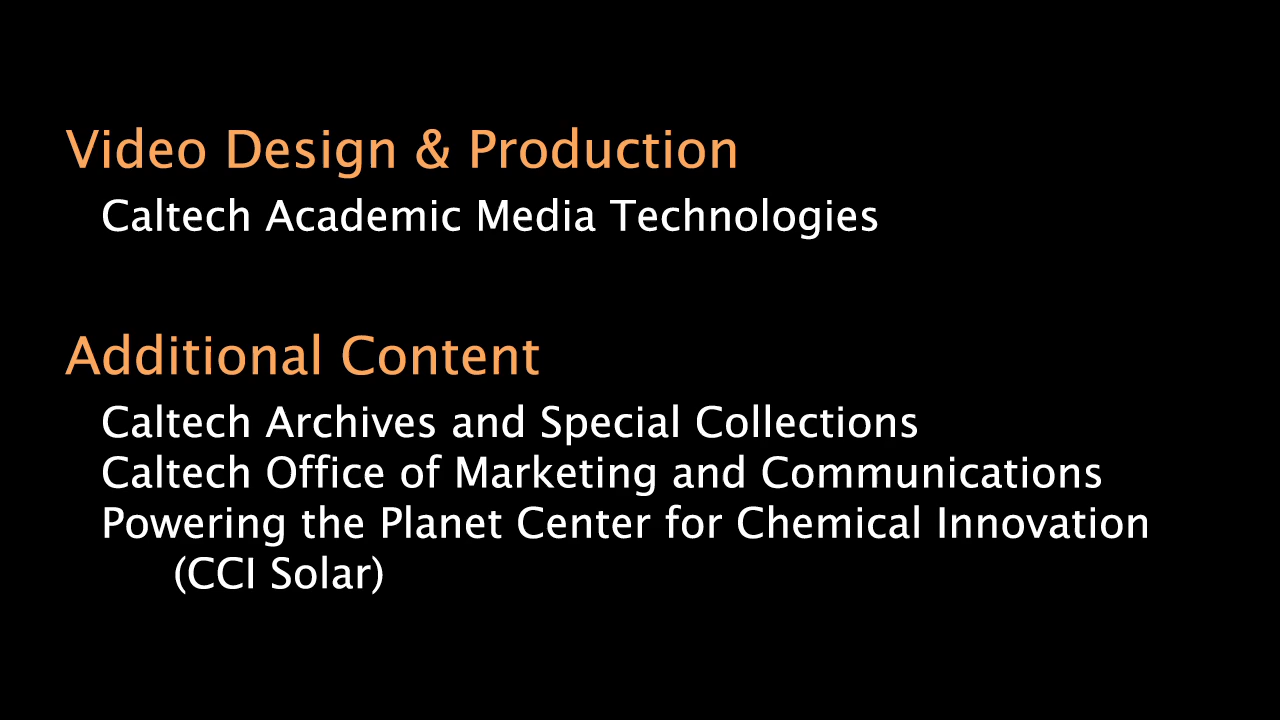 Video Design & Production
Caltech Academic Media Technologies
Additional Content
Caltech Archives and Special Collections
Caltech Office of Marketing and Communications
Powering the Planet Center for Chemical Innovation
(CCI Solar)